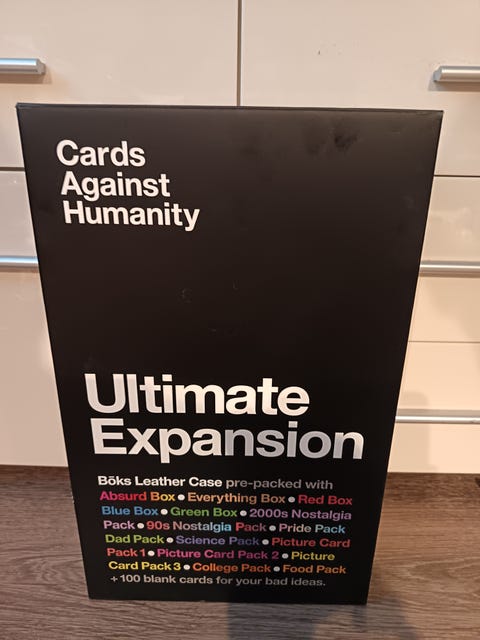 Cards
Against
Humanity
Ultimate
Expansion
Bōks Leather Case pre-packed with
Absurd Box • Everything Box • Red Box
Blue Box • Green Box • 2000s Nostalgia
Pack • 90s Nostalgia Pack • Pride Pack
Dad Pack • Science Pack • Picture Card
Pack 1 • Picture Card Pack 2 • Picture
Card Pack 3 • College Pack • Food Pack
+ 100 blank cards for your bad ideas.